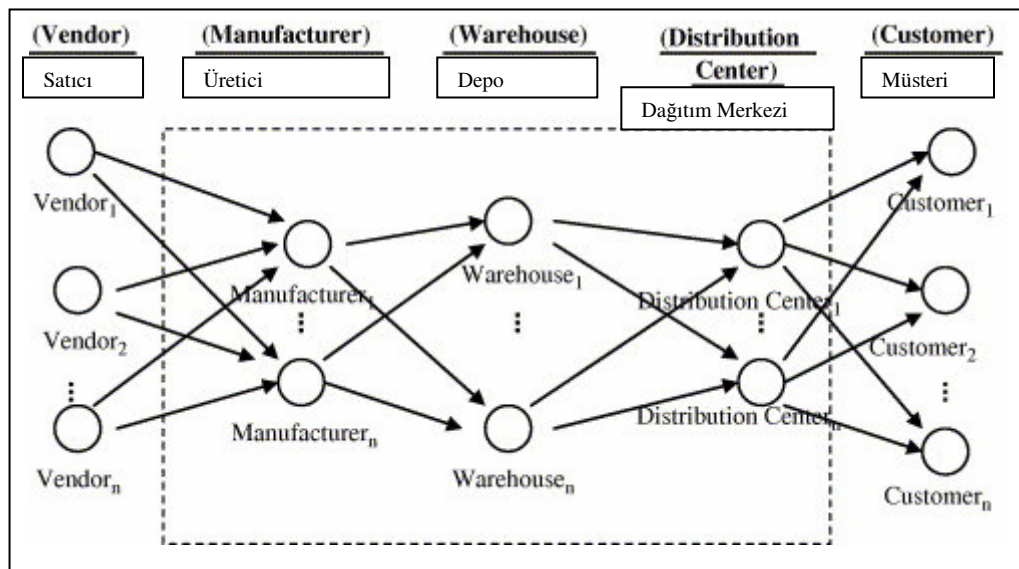 (Vendor) (Manufacturer) (Warehouse) (Distribution Center) (Customer)
Satıcı Üretici Depo Dağıtım Merkezi Müsteri
Vendor₁
Manufacturer₁
Warehouse₁
Distribution Center₁
Customer₁
Vendor₂
Customer₂
Vendorₙ
Manufacturerₙ
Warehouseₙ
Distribution Centerₙ
Customerₙ